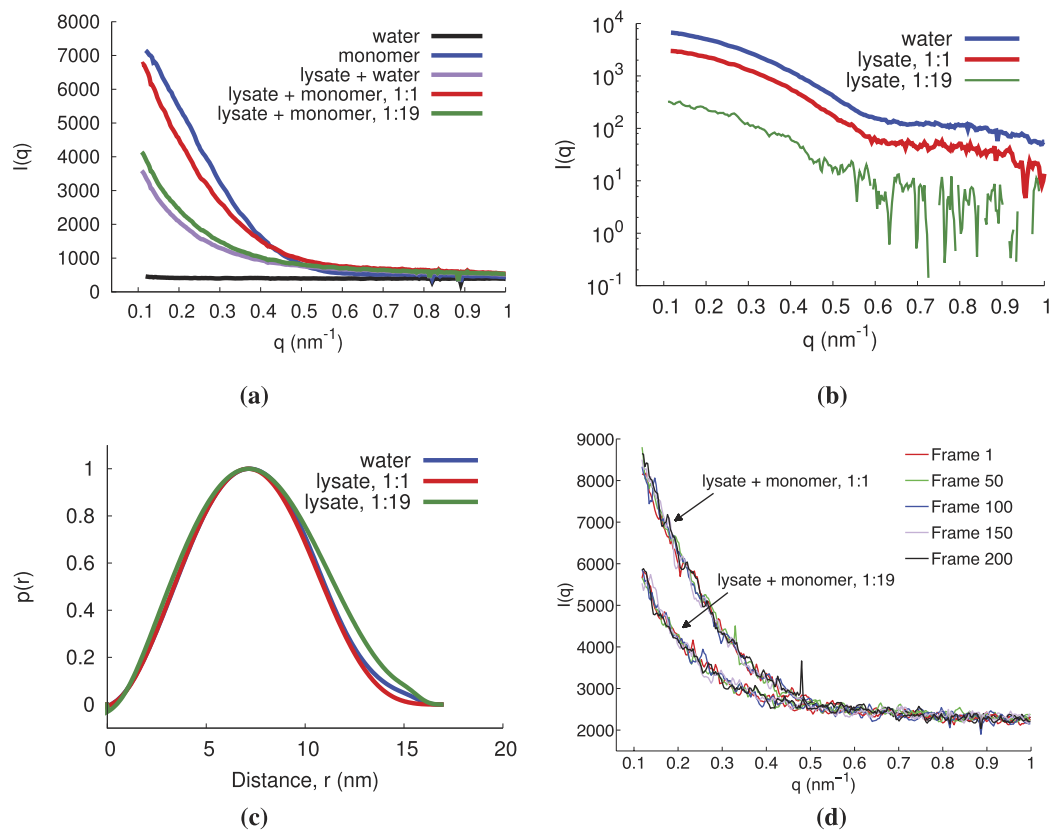 8000
7000
6000
5000
4000
3000
2000
1000
0
I(q)
water
monomer
lysate + water
lysate + monomer, 1:1
lysate + monomer, 1:19
0.1 0.2 0.3 0.4 0.5 0.6 0.7 0.8 0.9 1
q (nm⁻¹)
(a)
10⁴
10³
10²
10¹
10⁰
10⁻¹
I(q)
water
lysate, 1:1
lysate, 1:19
0.1 0.2 0.3 0.4 0.5 0.6 0.7 0.8 0.9 1
q (nm⁻¹)
(b)
1
0.8
0.6
0.4
0.2
0
p(r)
water
lysate, 1:1
lysate, 1:19
0 5 10 15 20
Distance, r (nm)
(c)
9000
8000
7000
6000
5000
4000
3000
2000
I(q)
Frame 1
Frame 50
Frame 100
Frame 150
Frame 200
lysate + monomer, 1:1
lysate + monomer, 1:19
0.1 0.2 0.3 0.4 0.5 0.6 0.7 0.8 0.9 1
q (nm⁻¹)
(d)